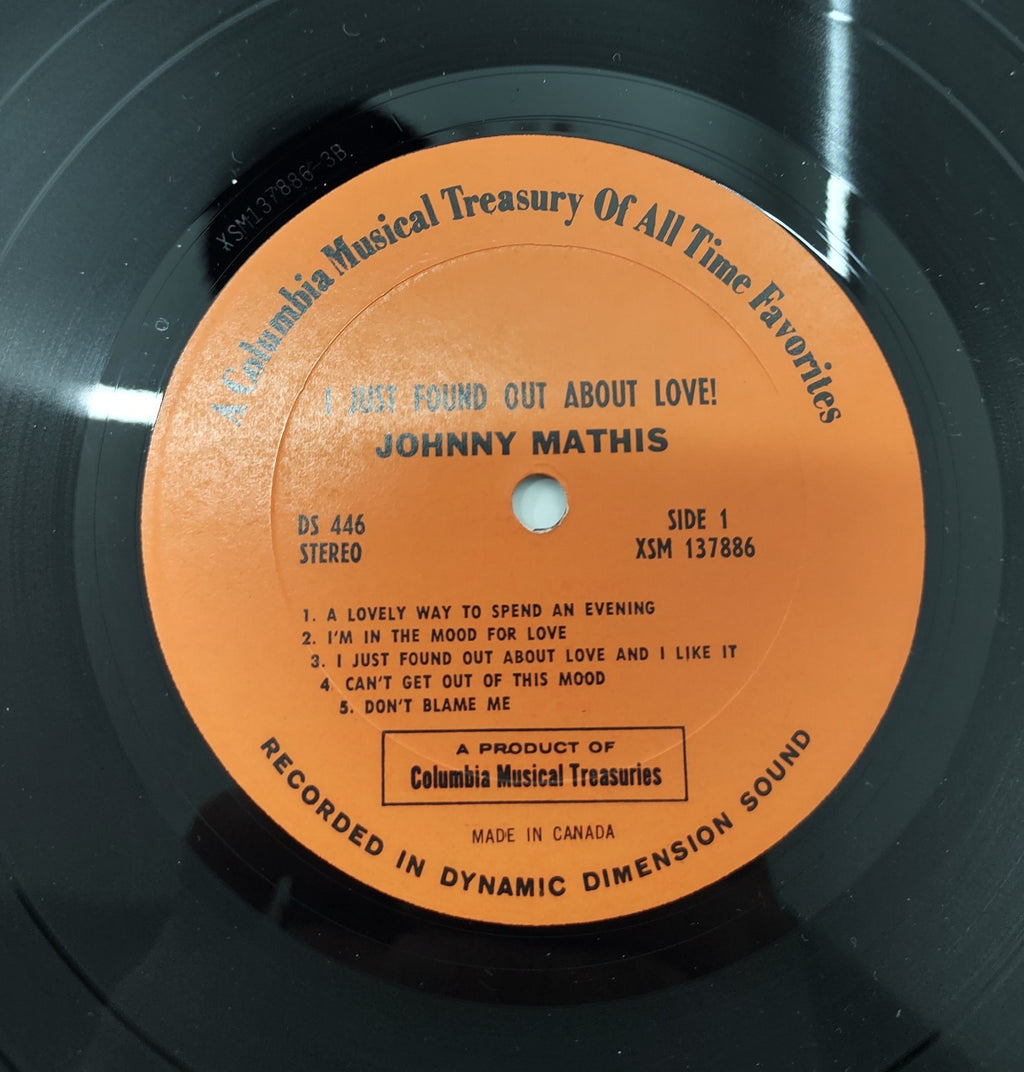 XSM137886-3B
A Columbia Musical Treasury Of All Time Favorites
I JUST FOUND OUT ABOUT LOVE!
JOHNNY MATHIS
DS 446
STEREO
SIDE 1
XSM 137886
1. A LOVELY WAY TO SPEND AN EVENING
2. I'M IN THE MOOD FOR LOVE
3. I JUST FOUND OUT ABOUT LOVE AND I LIKE IT
4. CAN'T GET OUT OF THIS MOOD
5. DON'T BLAME ME
A PRODUCT OF
Columbia Musical Treasuries
MADE IN CANADA
RECORDED IN DYNAMIC DIMENSION SOUND